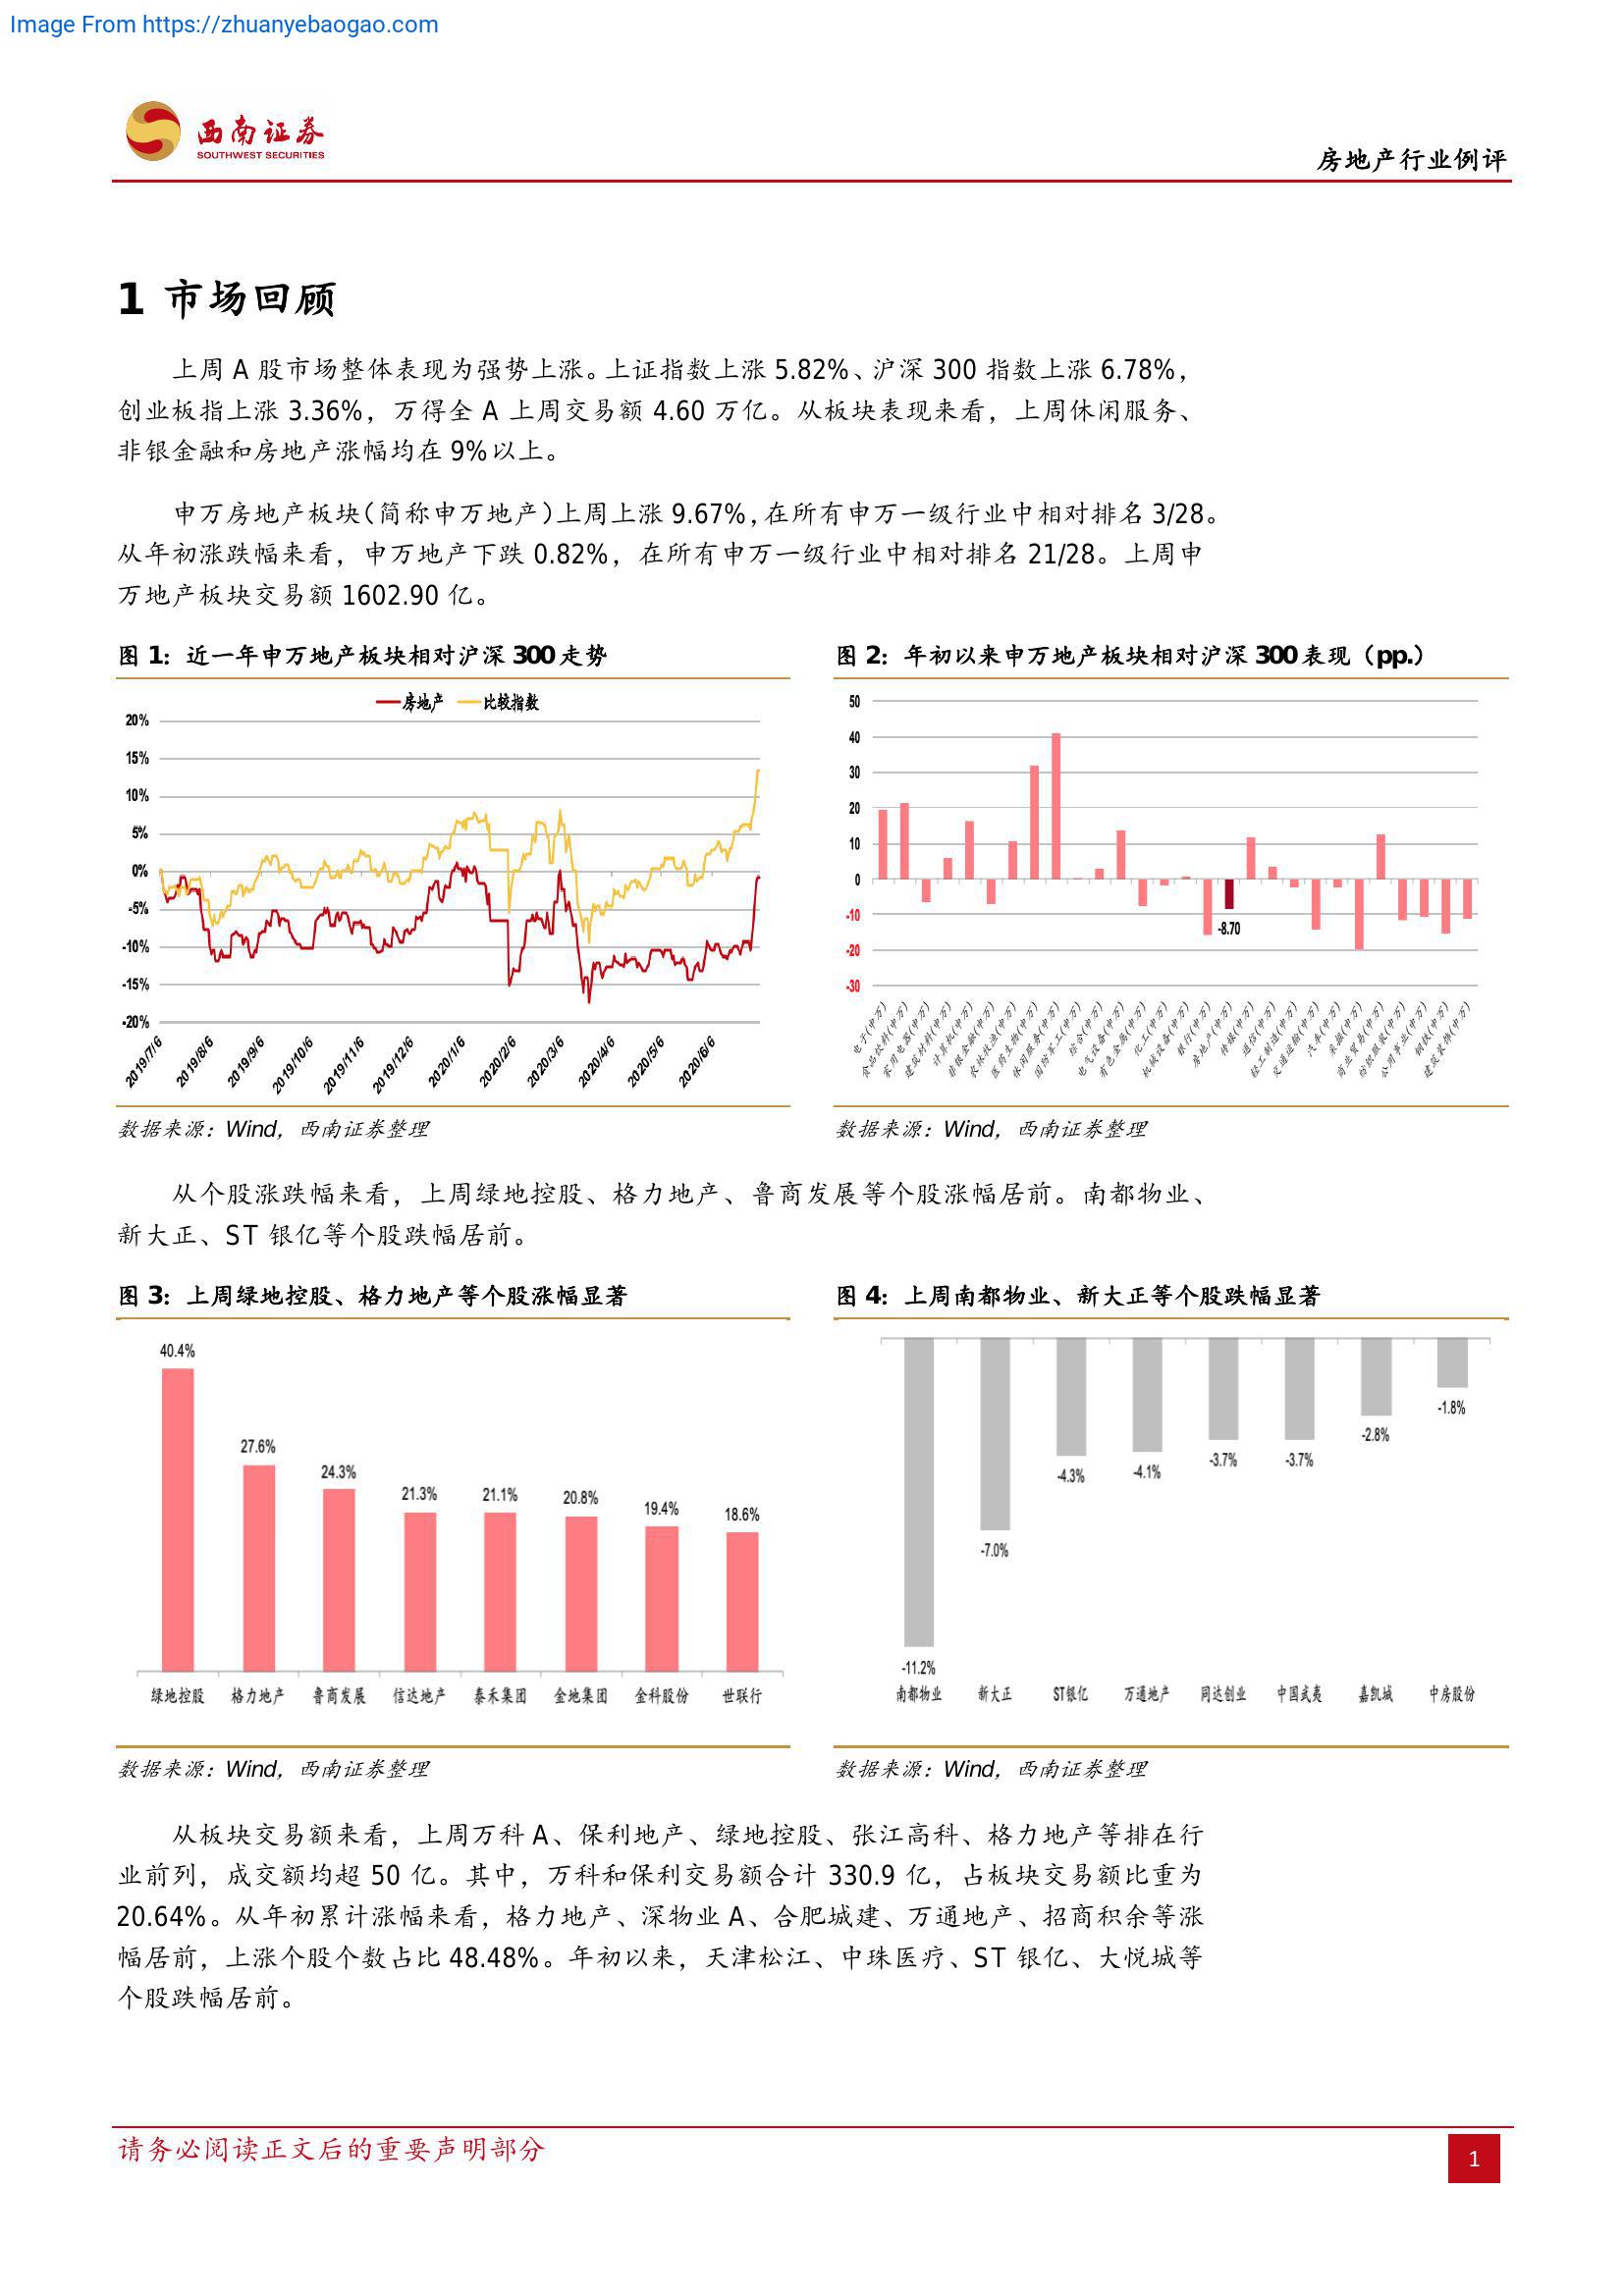 Image From https://zhuanyebaogao.com
西南证券
SOUTHWEST SECURITIES
房地产行业例评
1 市场回顾
上周 A 股市场整体表现为强势上涨。上证指数上涨 5.82%、沪深 300 指数上涨 6.78%，
创业板指上涨 3.36%，万得全 A 上周交易额 4.60 万亿。从板块表现来看，上周休闲服务、
非银金融和房地产涨幅均在 9%以上。
申万房地产板块（简称申万地产）上周上涨 9.67%，在所有申万一级行业中相对排名 3/28。
从年初涨跌幅来看，申万地产下跌 0.82%，在所有申万一级行业中相对排名 21/28。上周申
万地产板块交易额 1602.90 亿。
图 1：近一年申万地产板块相对沪深 300 走势
房地产 比较指数
20%
15%
10%
5%
0%
-5%
-10%
-15%
-20%
2019/7/6 2019/8/6 2019/9/6 2019/10/6 2019/11/6 2019/12/6 2020/1/6 2020/2/6 2020/3/6 2020/4/6 2020/5/6 2020/6/6
数据来源：Wind，西南证券整理
图 2：年初以来申万地产板块相对沪深 300 表现（pp.）
50
40
30
20
10
0
-10
-20
-30
-8.70
电子(申万) 食品饮料(申万) 家用电器(申万) 建筑材料(申万) 计算机(申万) 非银金融(申万) 农林牧渔(申万) 医药生物(申万) 休闲服务(申万) 国防军工(申万) 综合(申万) 电气设备(申万) 有色金属(申万) 化工(申万) 机械设备(申万) 银行(申万) 房地产(申万) 传媒(申万) 通信(申万) 轻工制造(申万) 交通运输(申万) 汽车(申万) 采掘(申万) 商业贸易(申万) 纺织服装(申万) 公用事业(申万) 钢铁(申万) 建筑装饰(申万)
数据来源：Wind，西南证券整理
从个股涨跌幅来看，上周绿地控股、格力地产、鲁商发展等个股涨幅居前。南都物业、
新大正、ST 银亿等个股跌幅居前。
图 3：上周绿地控股、格力地产等个股涨幅显著
40.4% 27.6% 24.3% 21.3% 21.1% 20.8% 19.4% 18.6%
绿地控股 格力地产 鲁商发展 信达地产 泰禾集团 金地集团 金科股份 世联行
数据来源：Wind，西南证券整理
图 4：上周南都物业、新大正等个股跌幅显著
-11.2% -7.0% -4.3% -4.1% -3.7% -3.7% -2.8% -1.8%
南都物业 新大正 ST银亿 万通地产 同达创业 中国武夷 嘉凯城 中房股份
数据来源：Wind，西南证券整理
从板块交易额来看，上周万科 A、保利地产、绿地控股、张江高科、格力地产等排在行
业前列，成交额均超 50 亿。其中，万科和保利交易额合计 330.9 亿，占板块交易额比重为
20.64%。从年初累计涨幅来看，格力地产、深物业 A、合肥城建、万通地产、招商积余等涨
幅居前，上涨个股个数占比 48.48%。年初以来，天津松江、中珠医疗、ST 银亿、大悦城等
个股跌幅居前。
请务必阅读正文后的重要声明部分
1